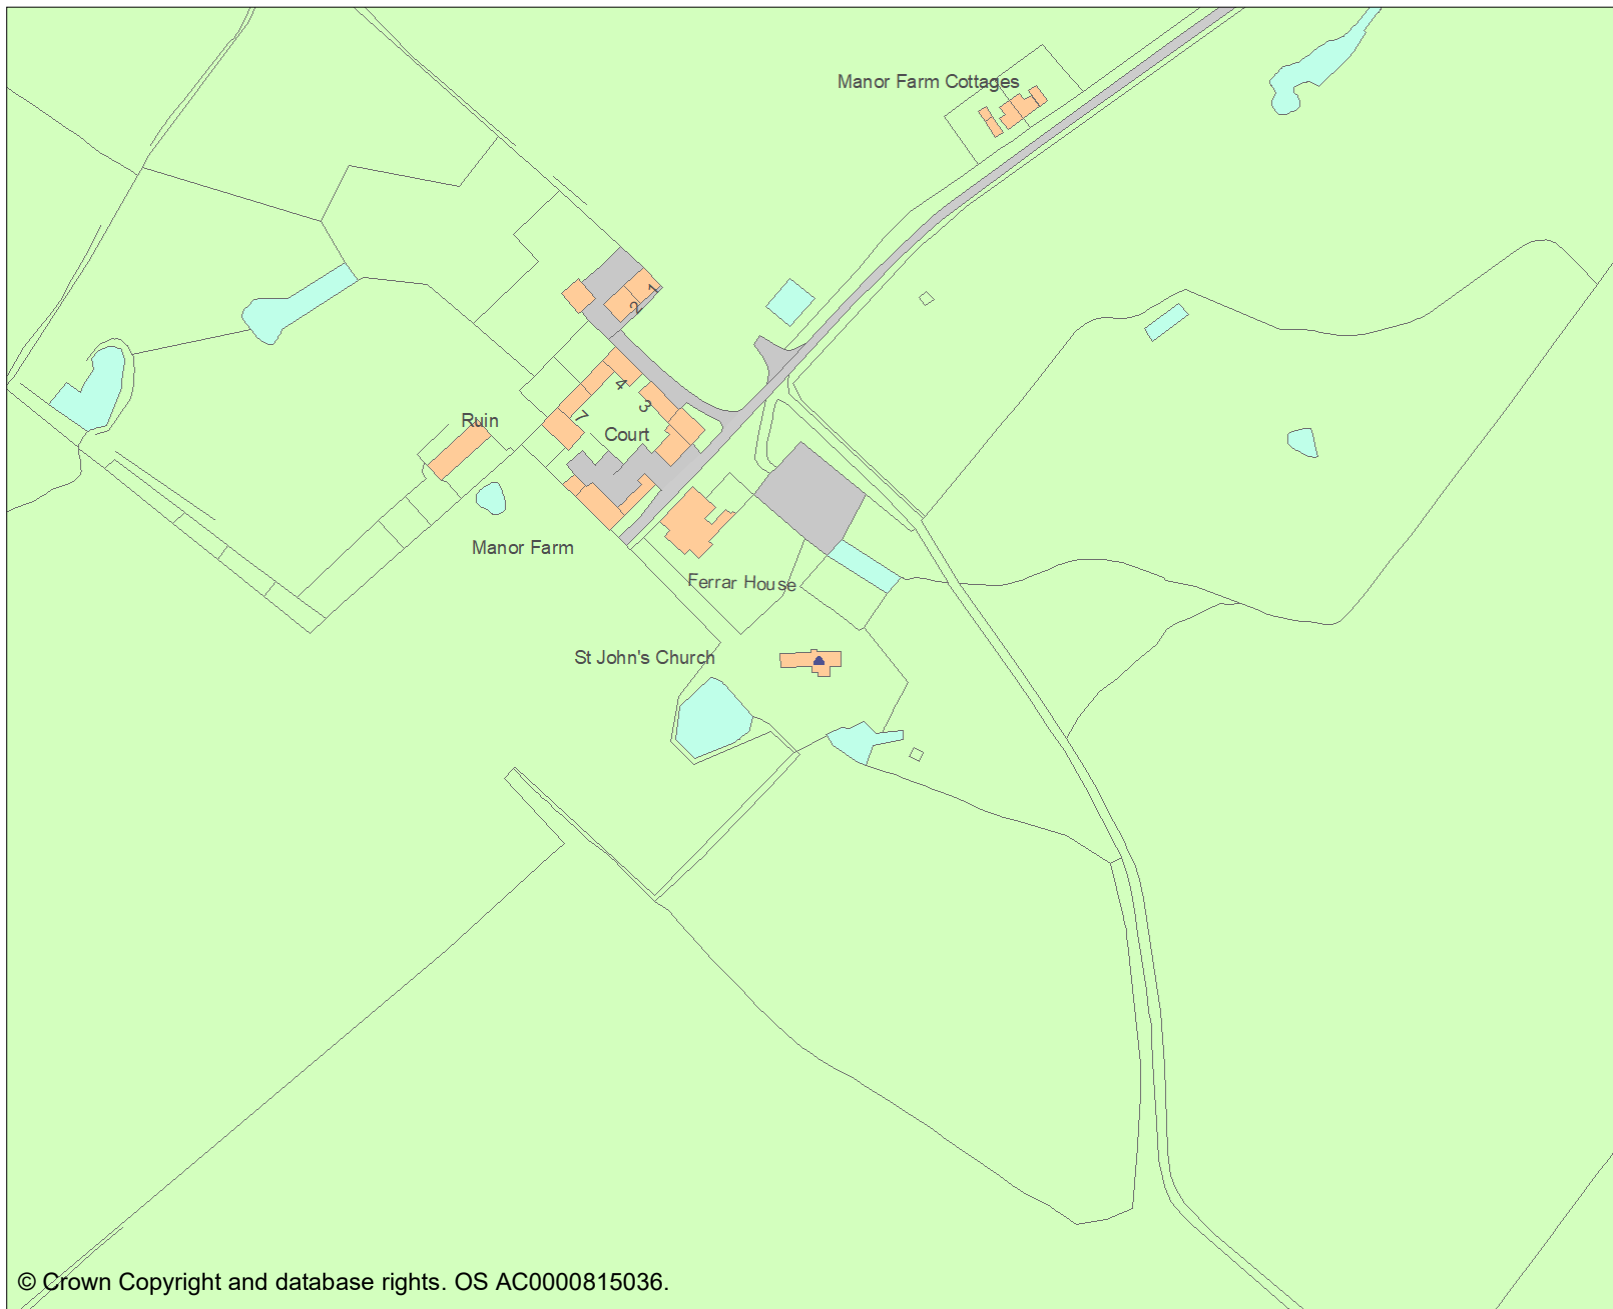 Manor Farm Cottages
1
2
4
3
7
Ruin
Court
Manor Farm
Ferrar House
St John's Church
© Crown Copyright and database rights. OS AC0000815036.